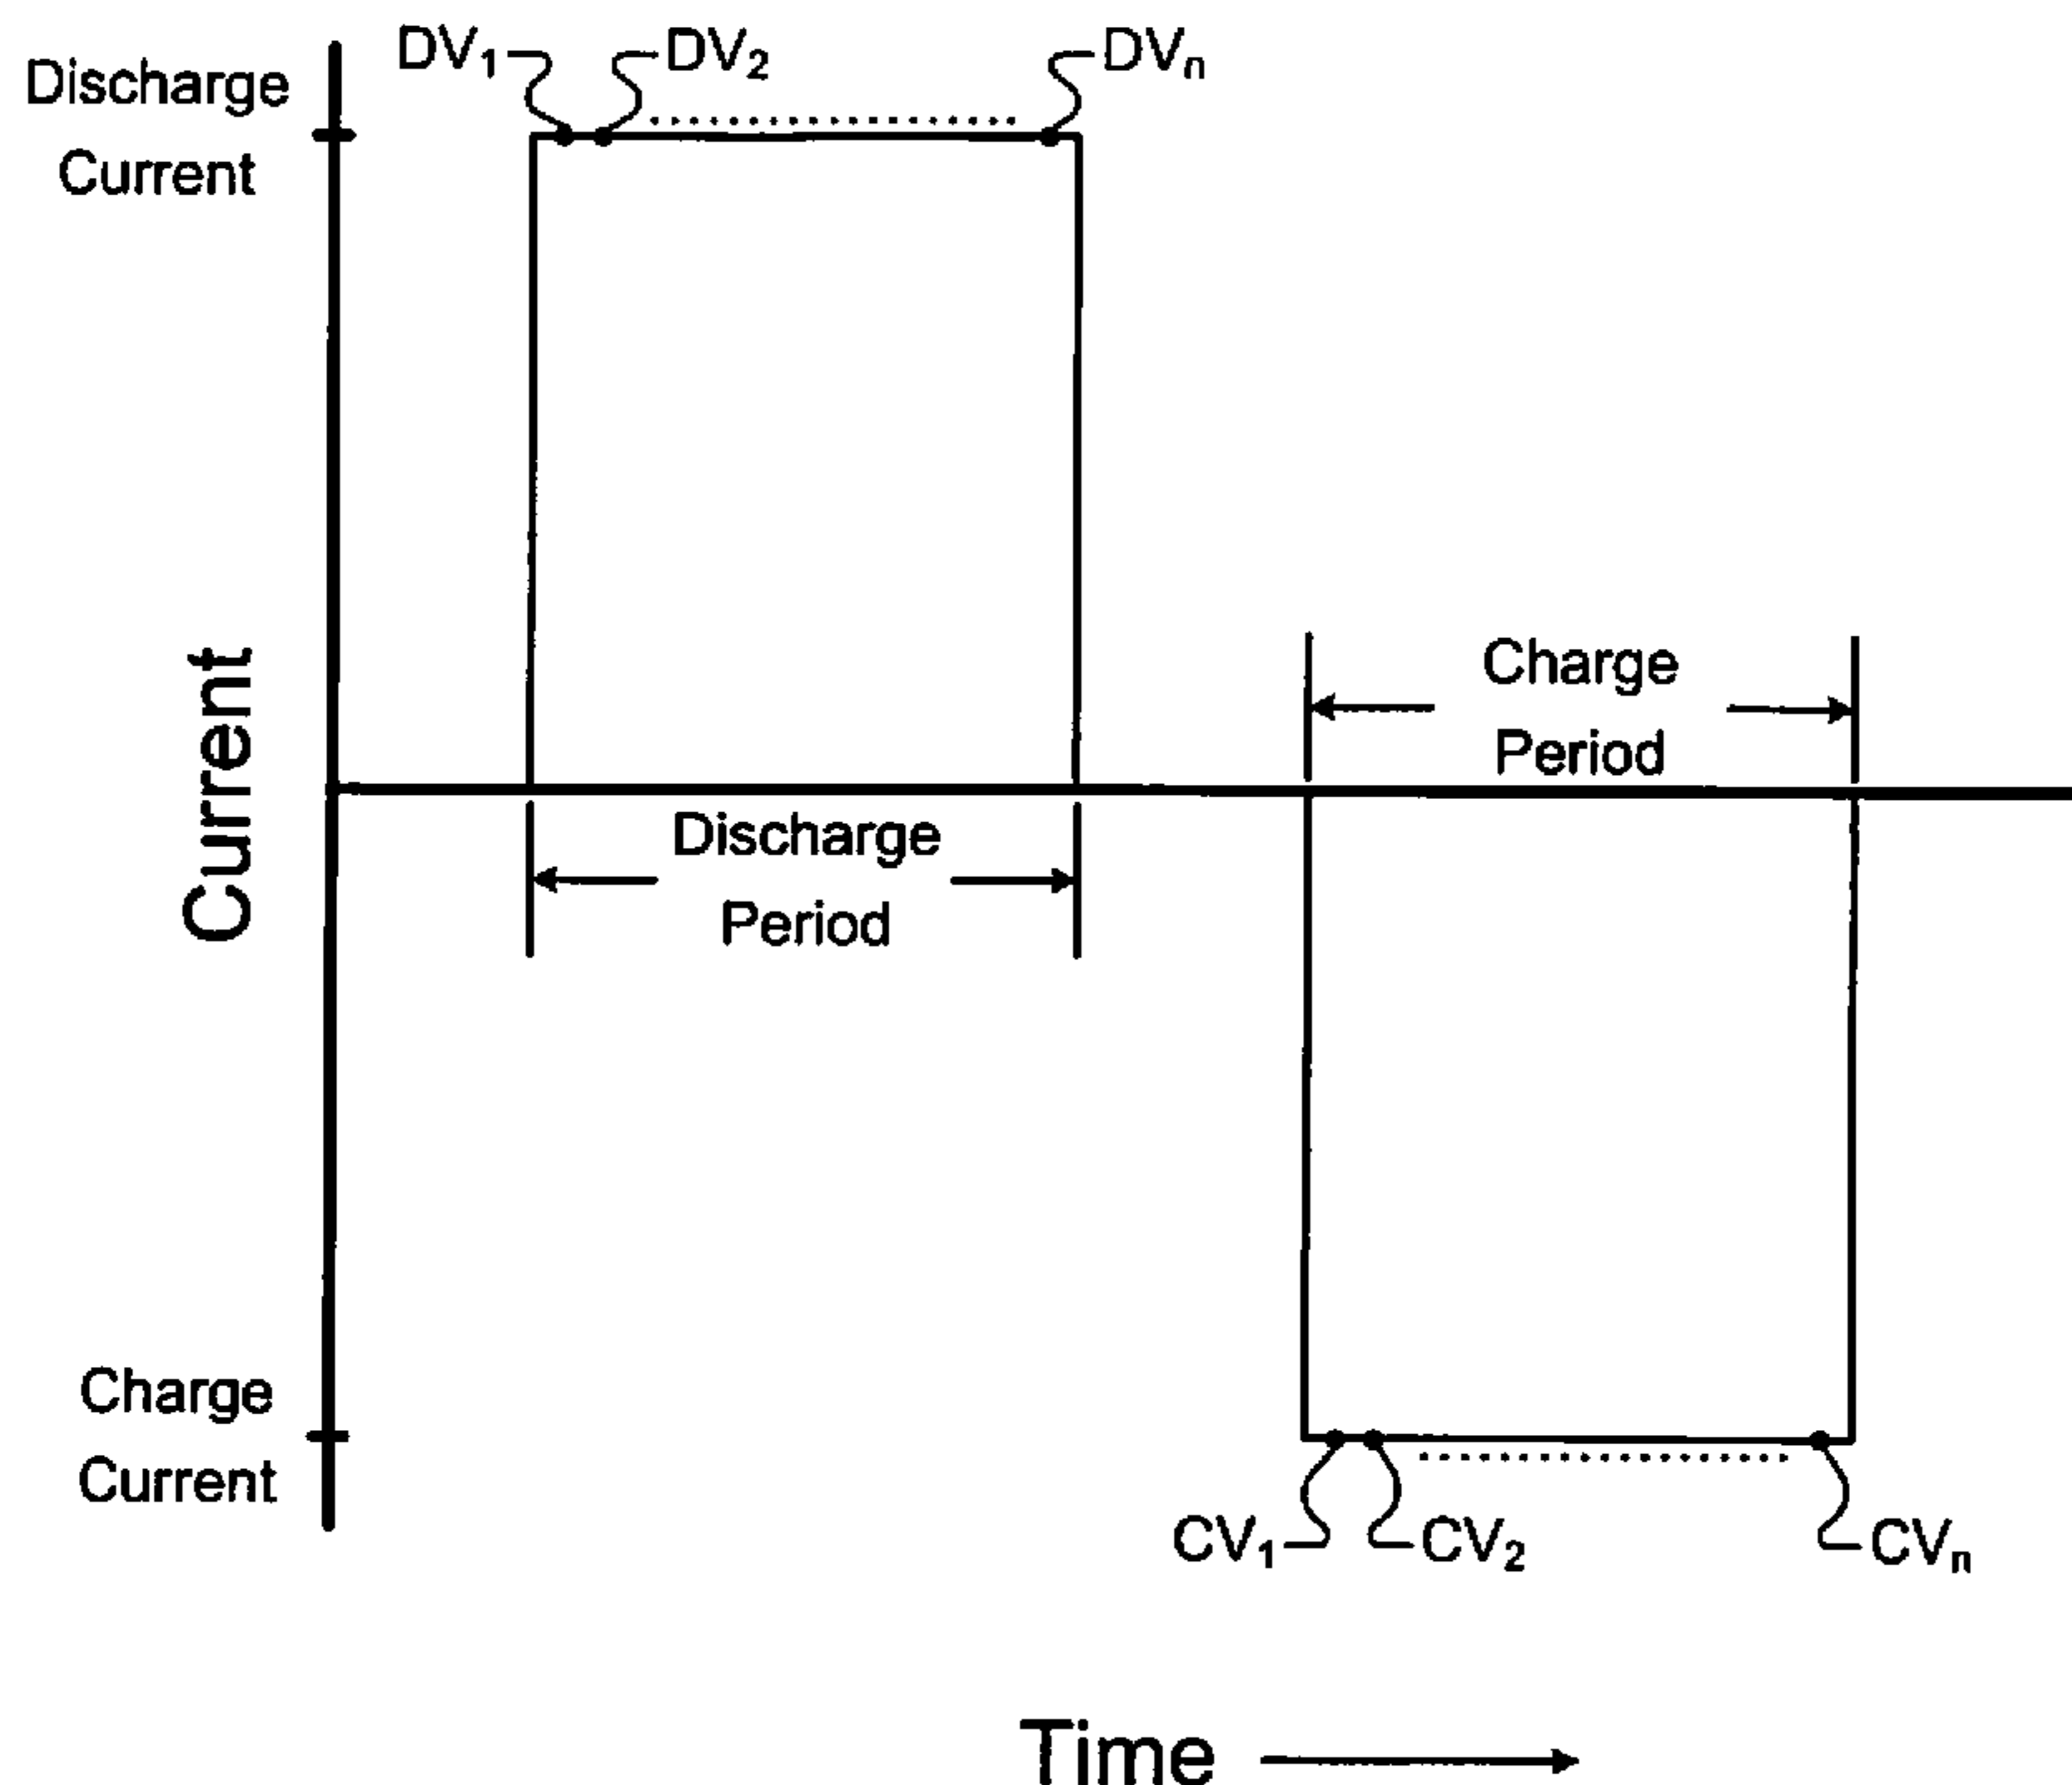 DV₁
DV₂
DVₙ
Discharge
Current
Current
Charge
Period
Discharge
Period
Charge
Current
CV₁
CV₂
CVₙ
Time